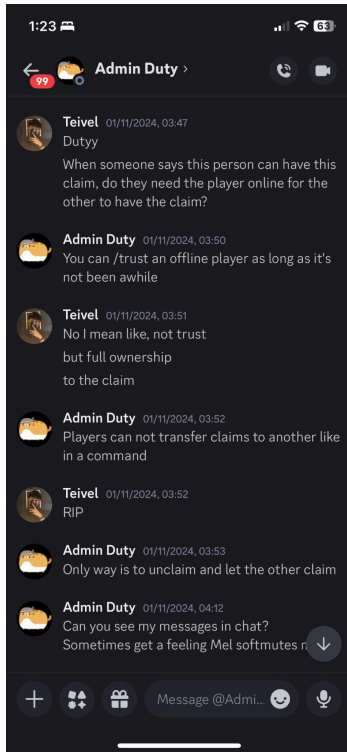 1:23
63
99
Admin Duty
Teivel 01/11/2024, 03:47
Dutyy
When someone says this person can have this
claim, do they need the player online for the
other to have the claim?
Admin Duty 01/11/2024, 03:50
You can /trust an offline player as long as it's
not been awhile
Teivel 01/11/2024, 03:51
No I mean like, not trust
but full ownership
to the claim
Admin Duty 01/11/2024, 03:52
Players can not transfer claims to another like
in a command
Teivel 01/11/2024, 03:52
RIP
Admin Duty 01/11/2024, 03:53
Only way is to unclaim and let the other claim
Admin Duty 01/11/2024, 04:12
Can you see my messages in chat?
Sometimes get a feeling Mel softmutes
Message @Admi...